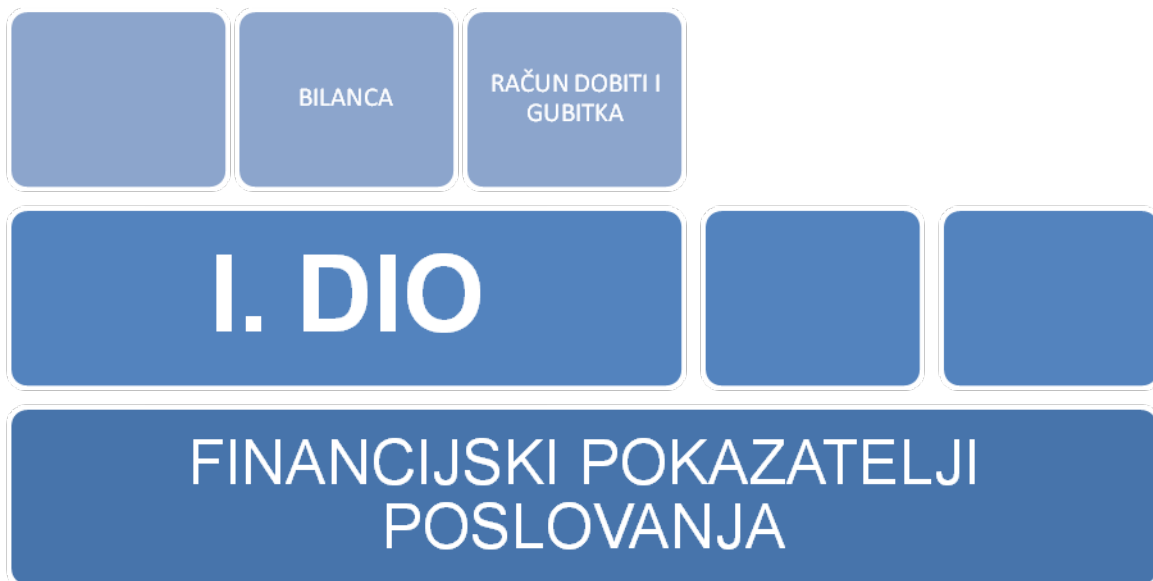 BILANCA
RAČUN DOBITI I
GUBITKA
I. DIO
FINANCIJSKI POKAZATELJI
POSLOVANJA